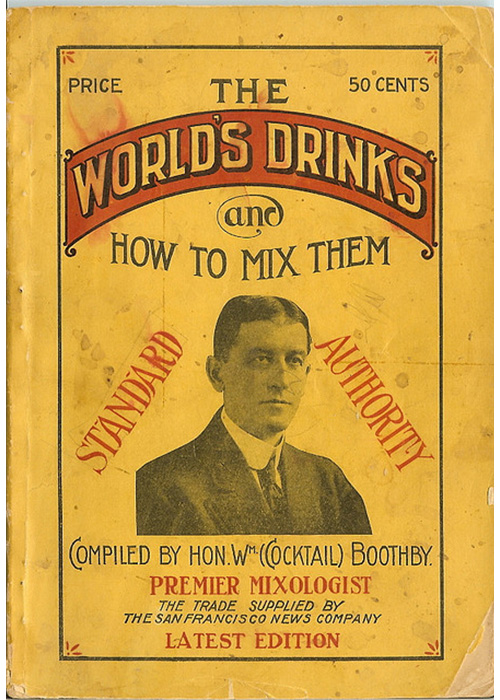 PRICE 50 CENTS
THE
WORLD'S DRINKS
and
HOW TO MIX THEM
STANDARD AUTHORITY
COMPILED BY HON. Wᴹ. (COCKTAIL) BOOTHBY.
PREMIER MIXOLOGIST
THE TRADE SUPPLIED BY
THE SAN FRANCISCO NEWS COMPANY
LATEST EDITION